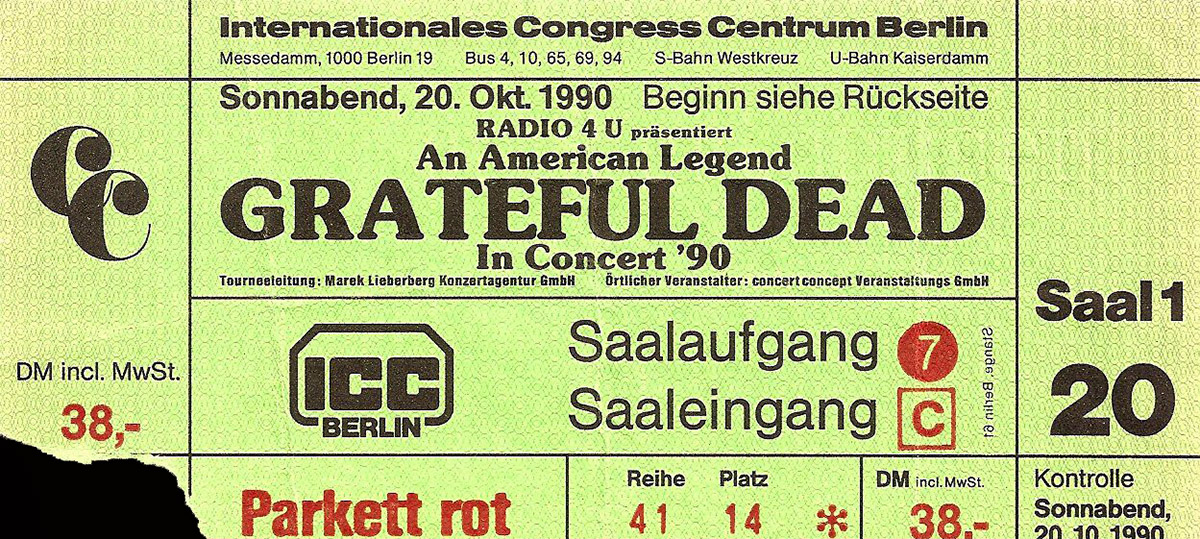 Internationales Congress Centrum Berlin
Messedamm, 1000 Berlin 19 Bus 4, 10, 65, 69, 94 S-Bahn Westkreuz U-Bahn Kaiserdamm
Sonnabend, 20. Okt. 1990 Beginn siehe Rückseite
RADIO 4 U präsentiert
An American Legend
GRATEFUL DEAD
In Concert '90
Tourneeleitung: Marek Lieberberg Konzertagentur GmbH Örtlicher Veranstalter: concert concept Veranstaltungs GmbH
CC
DM incl. MwSt.
38,-
ICC
BERLIN
Saalaufgang 7
Saaleingang C
Stange, Berlin 61
Saal 1
20
Parkett rot
Reihe Platz
41 14 *
DM incl. MwSt.
38,-
Kontrolle
Sonnabend,
20.10.1990